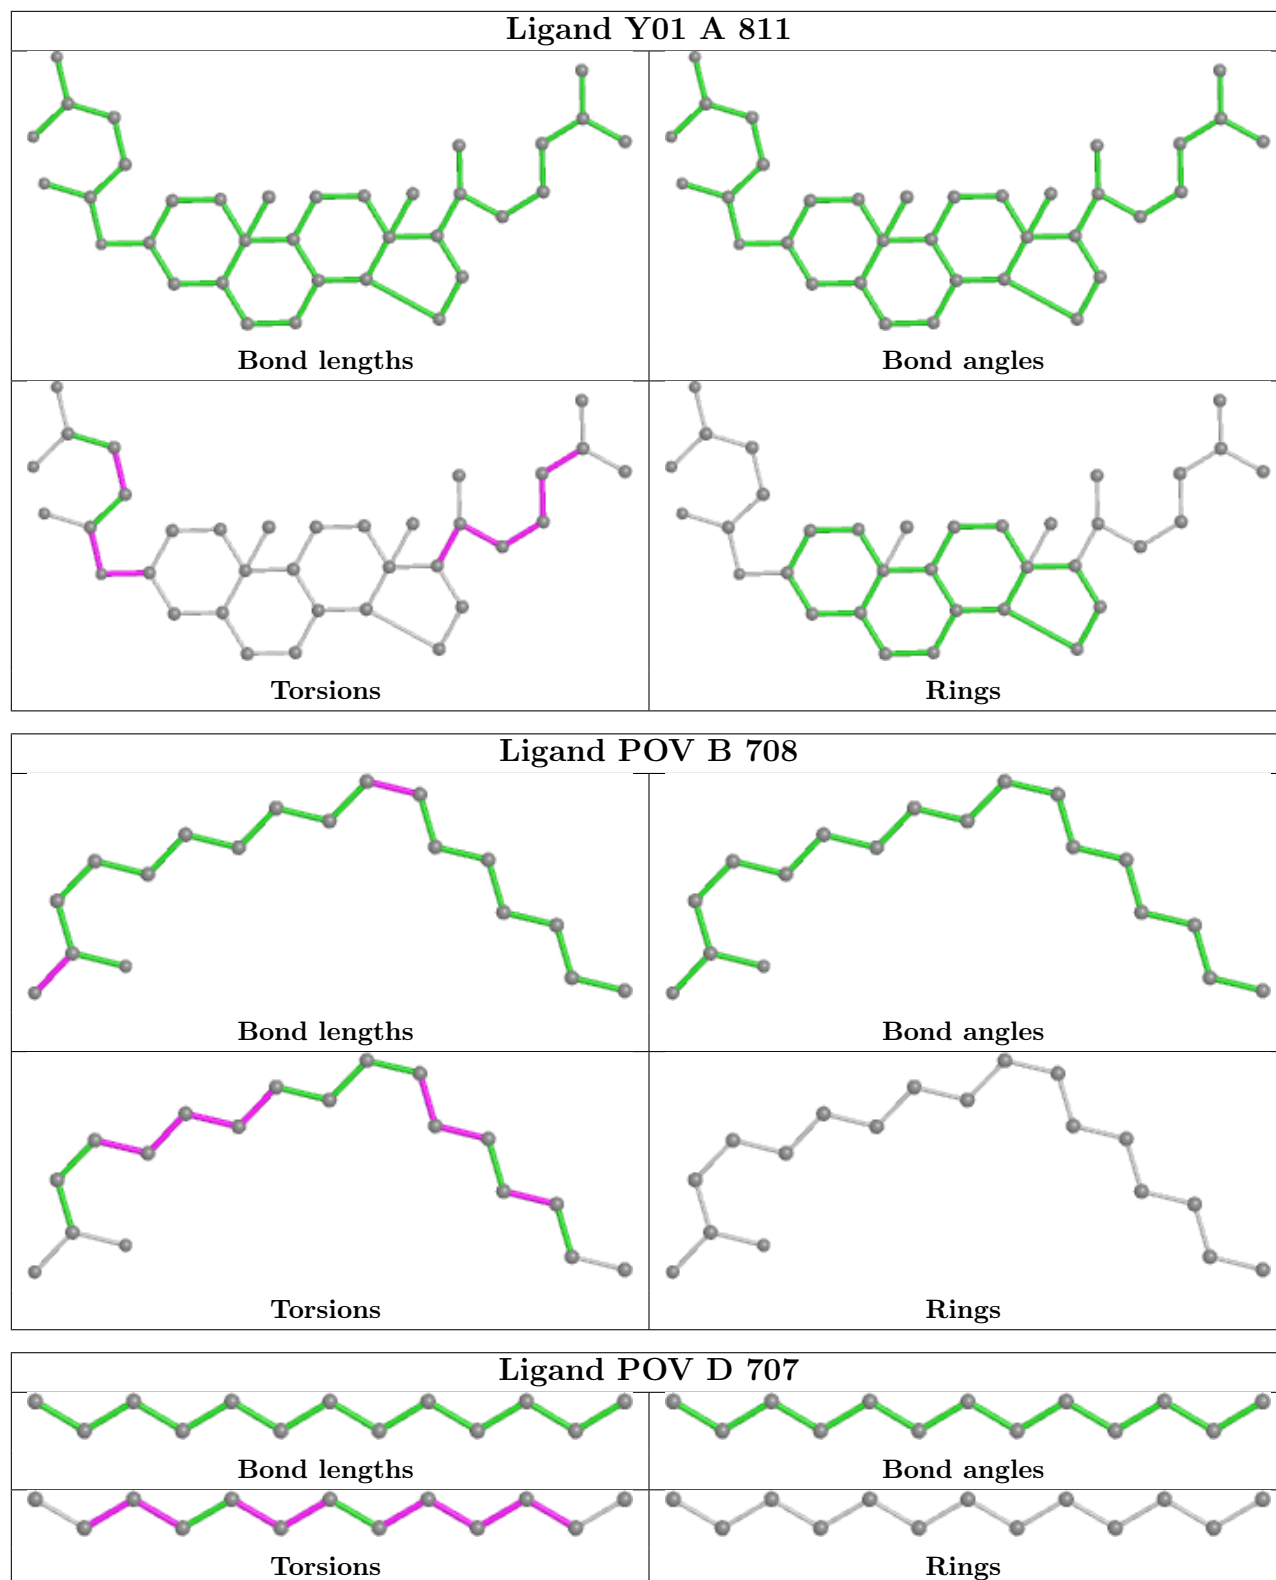 Ligand Y01 A 811
Bond lengths
Bond angles
Torsions
Rings
Ligand POV B 708
Bond lengths
Bond angles
Torsions
Rings
Ligand POV D 707
Bond lengths
Bond angles
Torsions
Rings